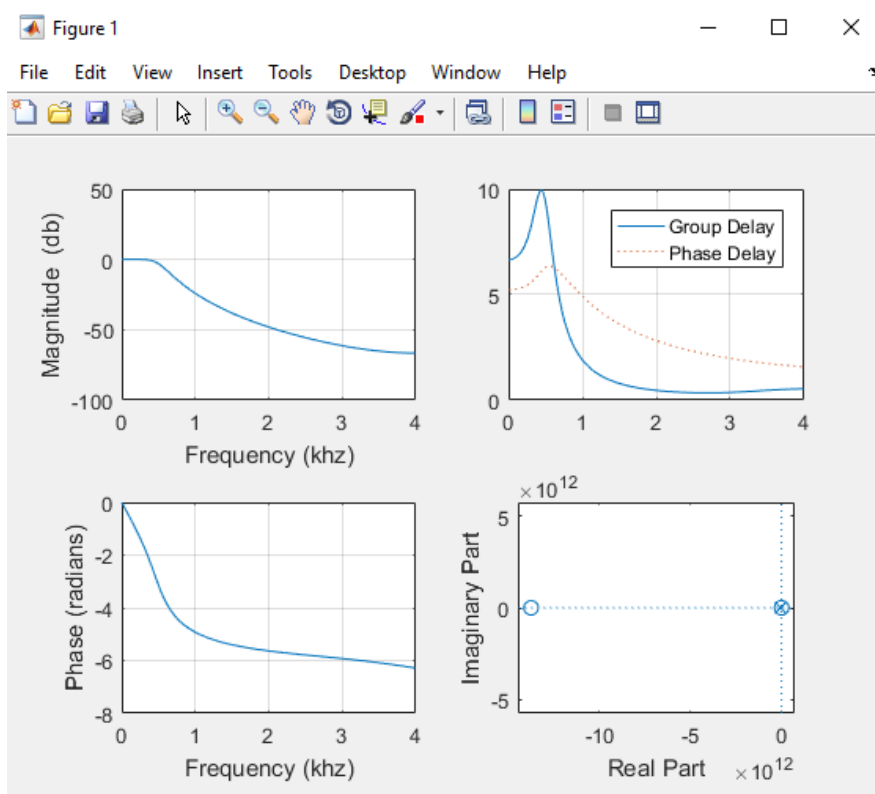 Figure 1
File Edit View Insert Tools Desktop Window Help
50
0
-50
-100
Magnitude (db)
0 1 2 3 4
Frequency (khz)
10
5
0
Group Delay
Phase Delay
0 1 2 3 4
0
-2
-4
-6
-8
Phase (radians)
0 1 2 3 4
Frequency (khz)
×10^12
5
0
-5
Imaginary Part
-10 -5 0
Real Part ×10^12